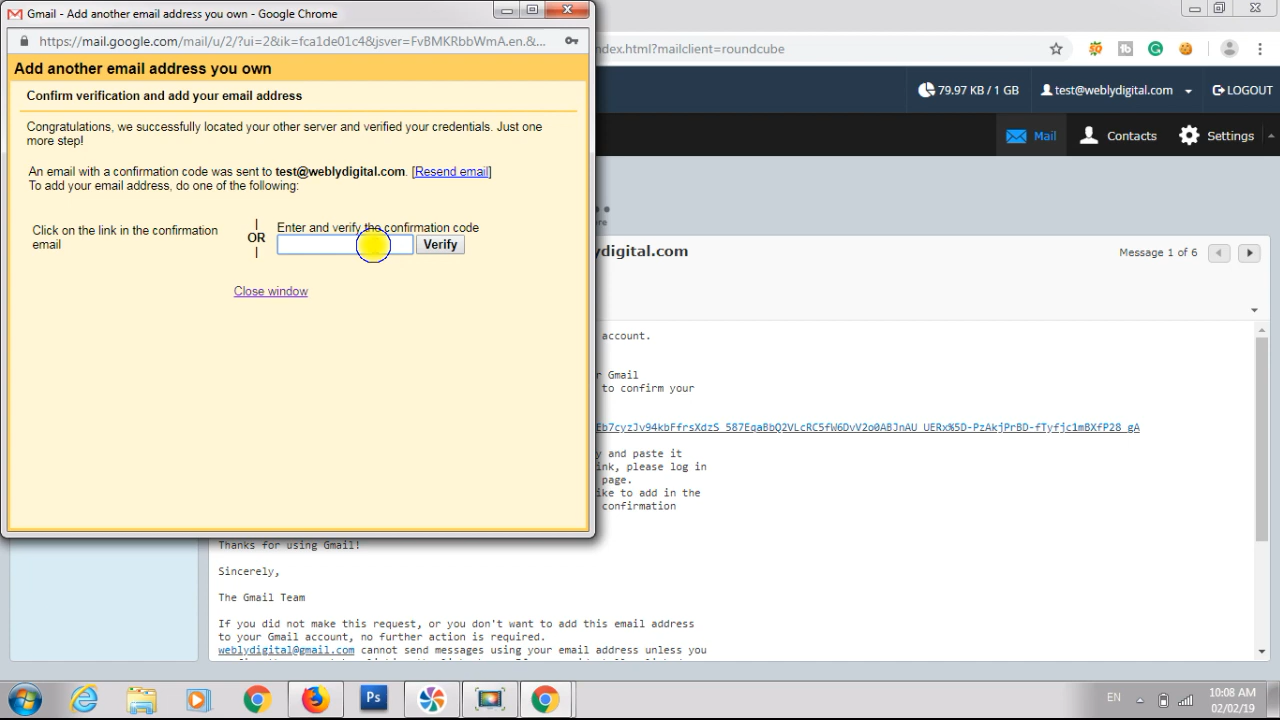 Gmail - Add another email address you own - Google Chrome
https://mail.google.com/mail/u/2/?ui=2&ik=fca1de01c4&jsver=FvBMKRbbWmA.en.&...
ndex.html?mailclient=roundcube
Add another email address you own
79.97 KB / 1 GB
test@weblydigital.com
LOGOUT
Confirm verification and add your email address
Congratulations, we successfully located your other server and verified your credentials. Just one
more step!
Mail
Contacts
Settings
An email with a confirmation code was sent to test@weblydigital.com. [Resend email]
To add your email address, do one of the following:
Click on the link in the confirmation
email
OR
Enter and verify the confirmation code
Verify
Close window
ydigital.com
Message 1 of 6
account.
r Gmail
to confirm your
Eb7cyzJv94kbFfrsXdzS_587EqaBbQ2VLcRC5fW6DvV2o0ABJnAU_UERx%5D-PzAkjPrBD-fTyfjc1mBXfP28_gA
y and paste it
ink, please log in
page.
ike to add in the
confirmation
Thanks for using Gmail!
Sincerely,
The Gmail Team
If you did not make this request, or you don't want to add this email address
to your Gmail account, no further action is required.
weblydigital@gmail.com cannot send messages using your email address unless you
Ps
EN
10:08 AM
02/02/19